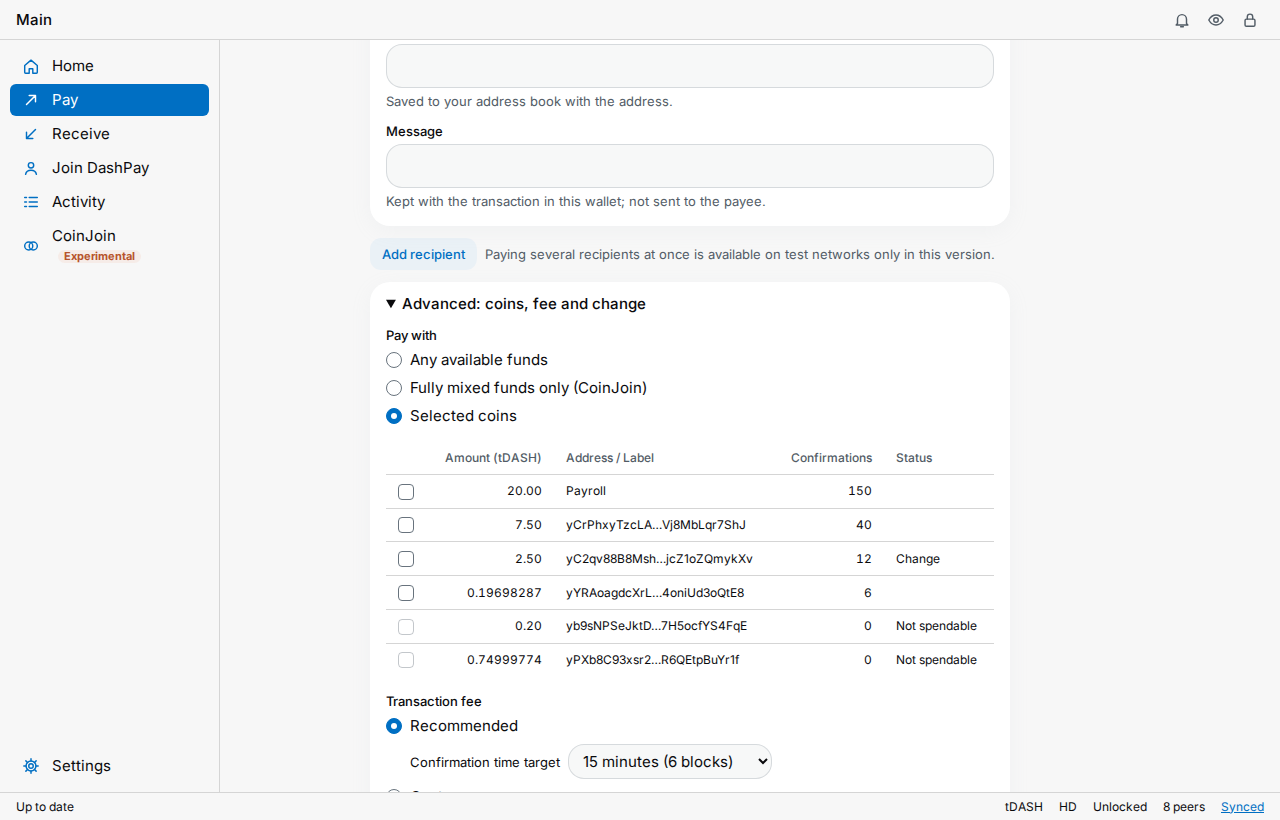 Main
Home
Pay
Receive
Join DashPay
Activity
CoinJoin
Experimental
Settings
Saved to your address book with the address.
Message
Kept with the transaction in this wallet; not sent to the payee.
Add recipient Paying several recipients at once is available on test networks only in this version.
Advanced: coins, fee and change
Pay with
Any available funds
Fully mixed funds only (CoinJoin)
Selected coins
Amount (tDASH) Address / Label Confirmations Status
20.00 Payroll 150
7.50 yCrPhxyTzcLA...Vj8MbLqr7ShJ 40
2.50 yC2qv88B8Msh...jcZ1oZQmykXv 12 Change
0.19698287 yYRAoagdcXrL...4oniUd3oQtE8 6
0.20 yb9sNPSeJktD...7H5ocfYS4FqE 0 Not spendable
0.74999774 yPXb8C93xsr2...R6QEtpBuYr1f 0 Not spendable
Transaction fee
Recommended
Confirmation time target 15 minutes (6 blocks)
Up to date tDASH HD Unlocked 8 peers Synced